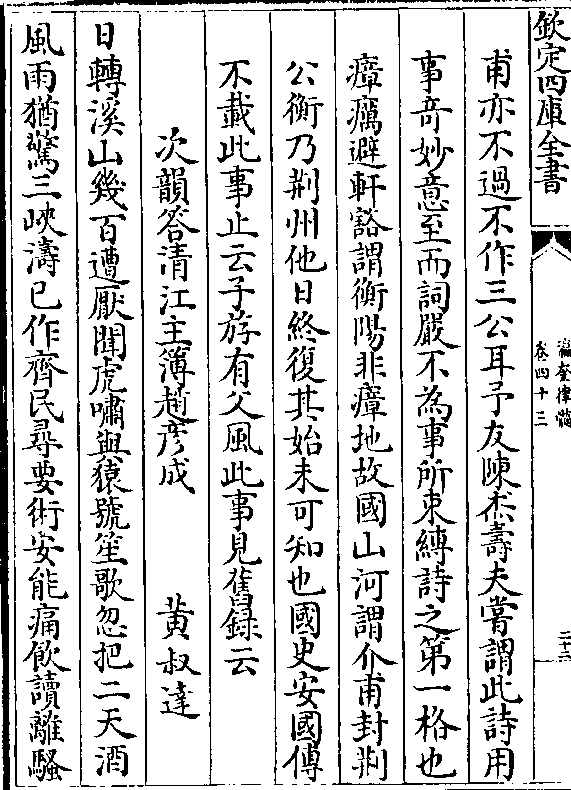 欽定四庫全書
瀛奎律髓
卷四十三
二十三
甫亦不過不作三公耳予友陳杰壽夫嘗謂此詩用
事竒妙意至而詞嚴不為事所束縛詩之第一格也
瘴癘避軒豁謂衡陽非瘴地故國山河謂介甫封荆
公衡乃荆州他日終復其始未可知也國史安國傳
不載此事止云子斿有父風此事見舊録云
次韻答清江主簿趙彦成　　黄叔達
日轉溪山幾百遭厭聞虎嘯與猿號笙歌忽把二天酒
風雨猶驚三峽濤已作齊民尋要術安能痛飲讀離騷